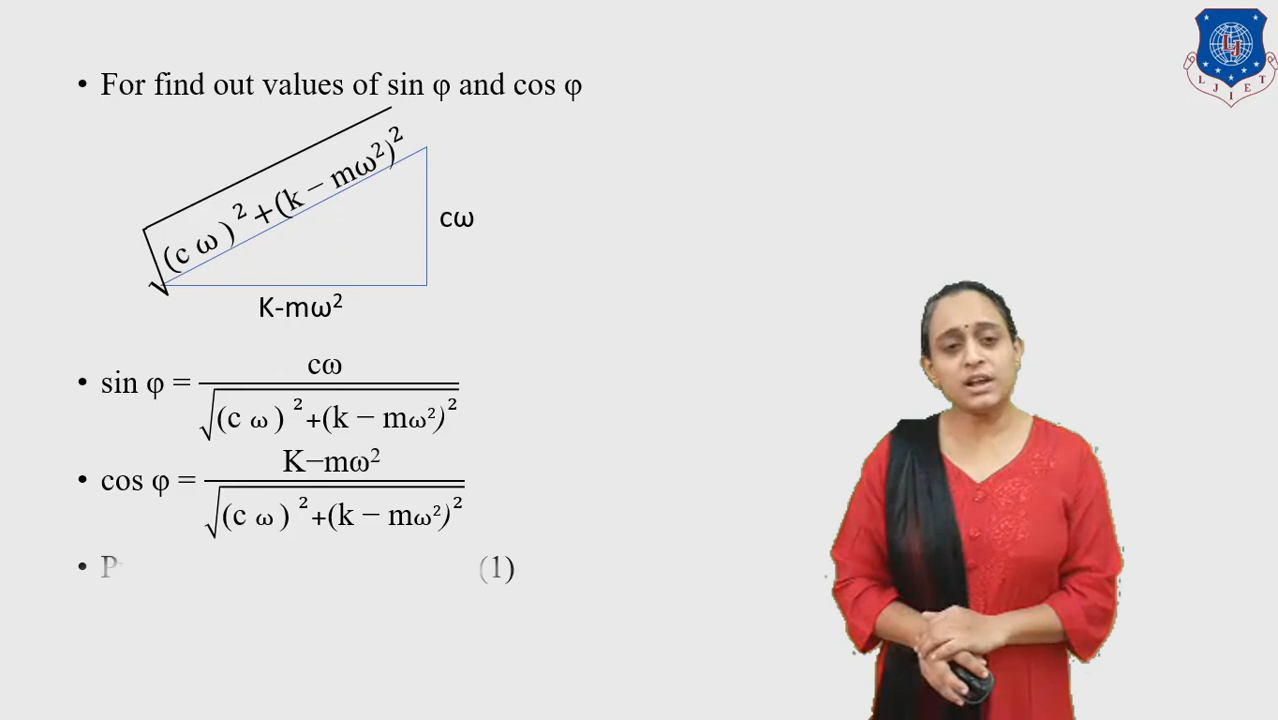 • For find out values of sin φ and cos φ
√(c ω)² +(k − mω²)²
cω
K-mω²
• sin φ = cω / √(c ω)² +(k − mω²)²
• cos φ = K−mω² / √(c ω)² +(k − mω²)²
• P (1)
LJIET